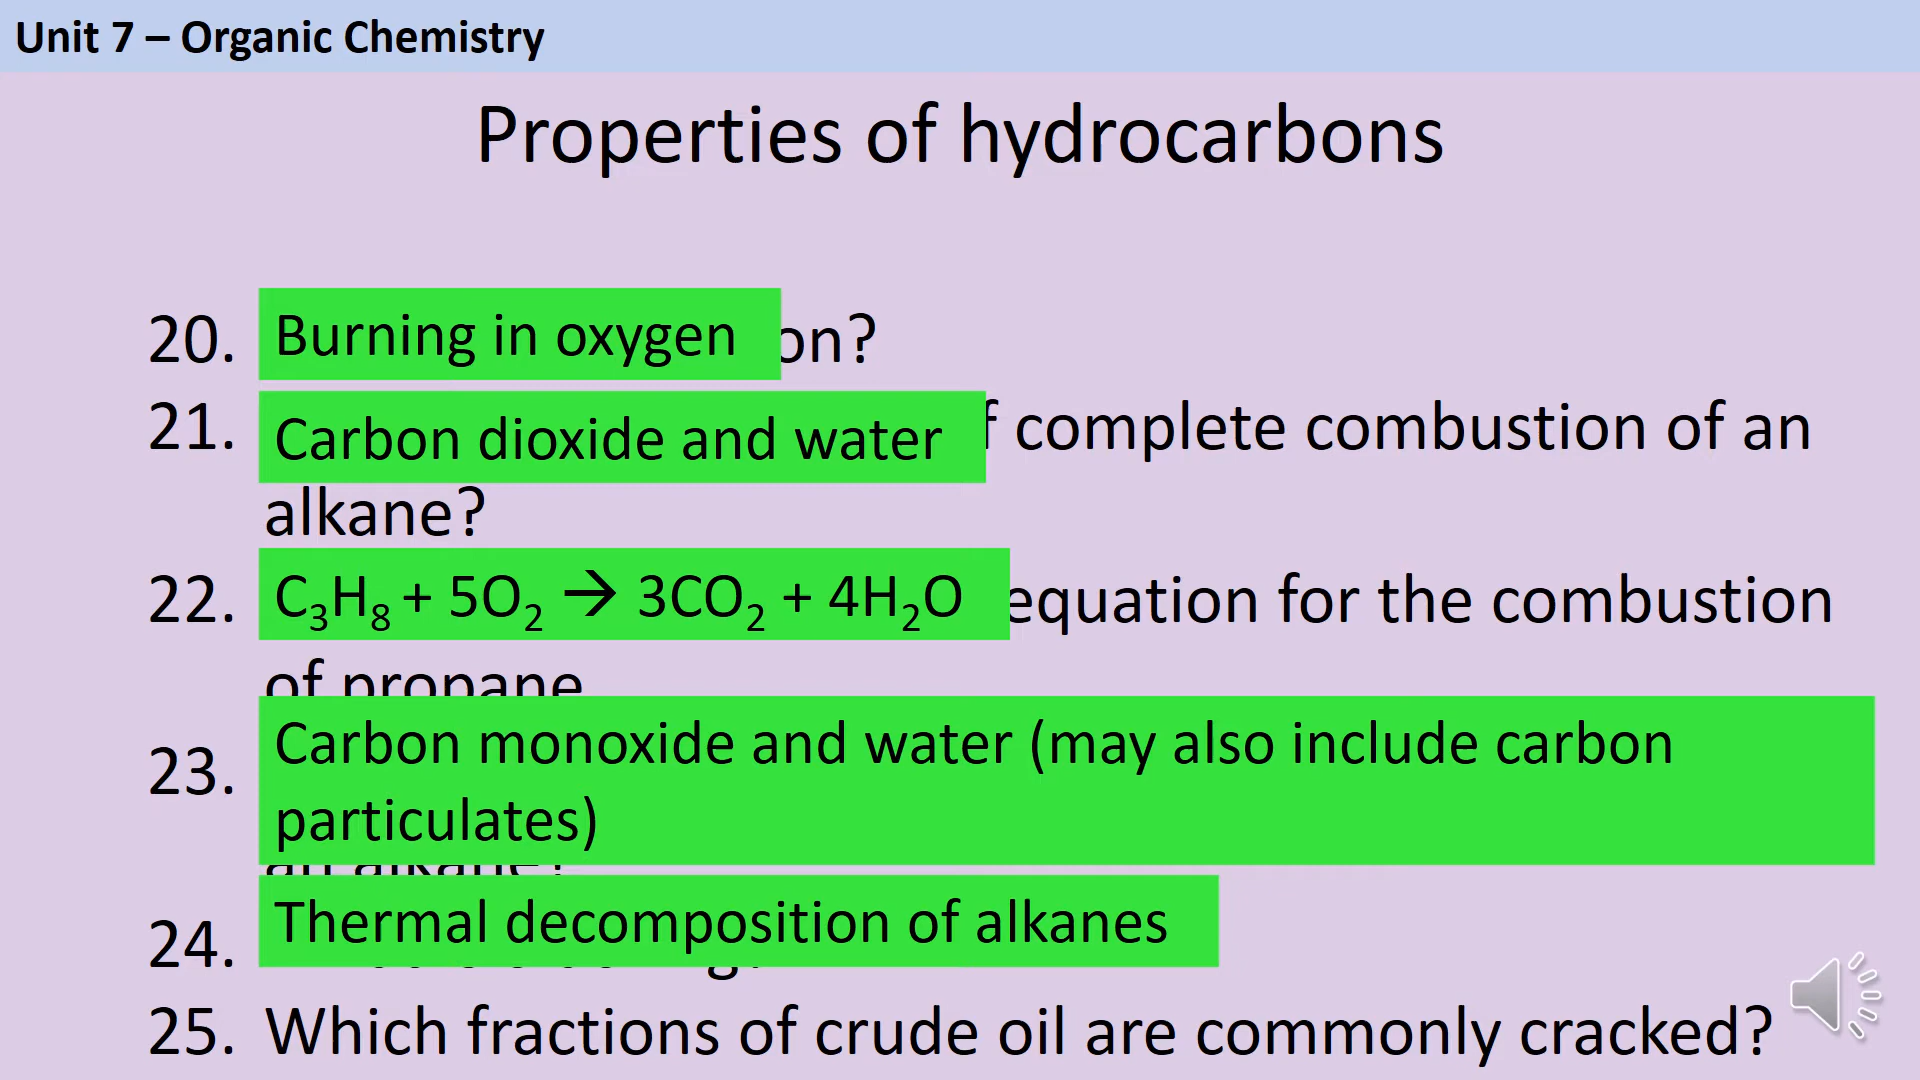 Unit 7 – Organic Chemistry
Properties of hydrocarbons
20. Burning in oxygen on?
21. Carbon dioxide and water f complete combustion of an
alkane?
22. C₃H₈ + 5O₂ → 3CO₂ + 4H₂O equation for the combustion
of propane
23. Carbon monoxide and water (may also include carbon
particulates)
an alkane?
24. Thermal decomposition of alkanes
25. Which fractions of crude oil are commonly cracked?